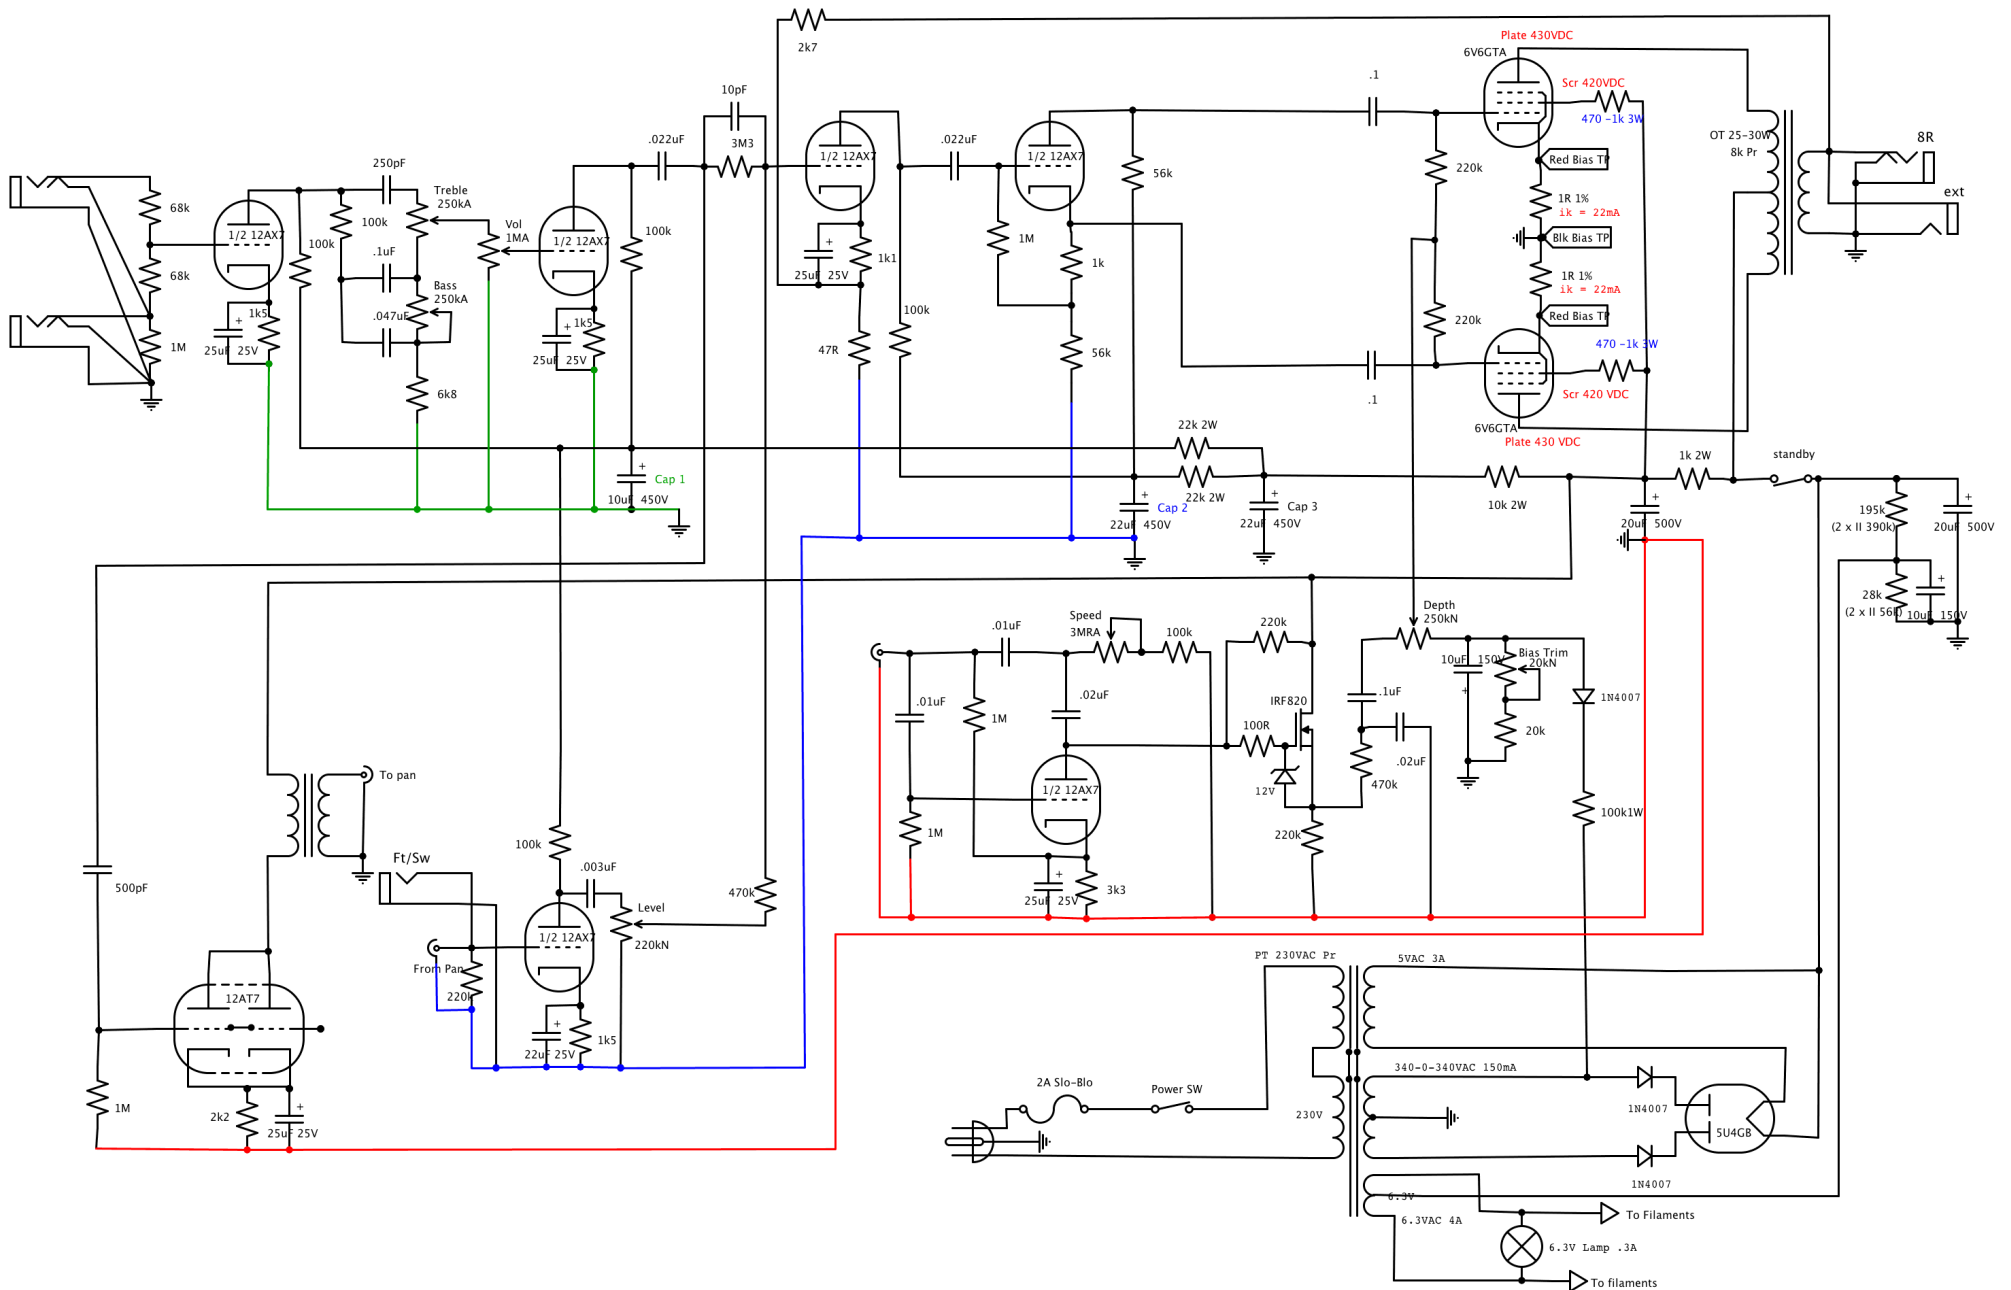 2k7
Plate 430VDC
6V6GTA
.1
Scr 420VDC
470 -1k 3W
10pF
.022uF
3M3
1/2 12AX7
.022uF
1/2 12AX7
56k
220k
Red Bias TP
1R 1%
ik = 22mA
Blk Bias TP
1R 1%
ik = 22mA
Red Bias TP
OT 25-30W
8k Pr
8R
ext
250pF
Treble
250kA
68k
100k
1/2 12AX7
100k
Vol
1MA
1/2 12AX7
100k
68k
.1uF
Bass
250kA
.047uF
1k5
25uF 25V
1M
6k8
1k5
25uF 25V
1k1
25uF 25V
47R
100k
1M
1k
56k
220k
470 -1k 3W
Scr 420 VDC
.1
6V6GTA
Plate 430 VDC
22k 2W
22k 2W
10k 2W
1k 2W
standby
Cap 1
10uF 450V
Cap 2
22uF 450V
Cap 3
22uF 450V
20uF 500V
195k
(2 x II 390k)
20uF 500V
28k
(2 x II 56k)
10uF 150V
Speed
3MRA
.01uF
100k
220k
Depth
250kN
10uF 150V
Bias Trim
20kN
.01uF
1M
.02uF
IRF820
100R
.1uF
1N4007
20k
.02uF
470k
12V
1/2 12AX7
1M
220k
100k1W
3k3
25uF 25V
To pan
100k
Ft/Sw
.003uF
500pF
470k
Level
220kN
1/2 12AX7
From Pan
220k
22uF 25V
1k5
12AT7
1M
2k2
25uF 25V
PT 230VAC Pr
5VAC 3A
340-0-340VAC 150mA
2A Slo-Blo
Power SW
230V
1N4007
5U4GB
1N4007
6.3V
6.3VAC 4A
To Filaments
6.3V Lamp .3A
To filaments